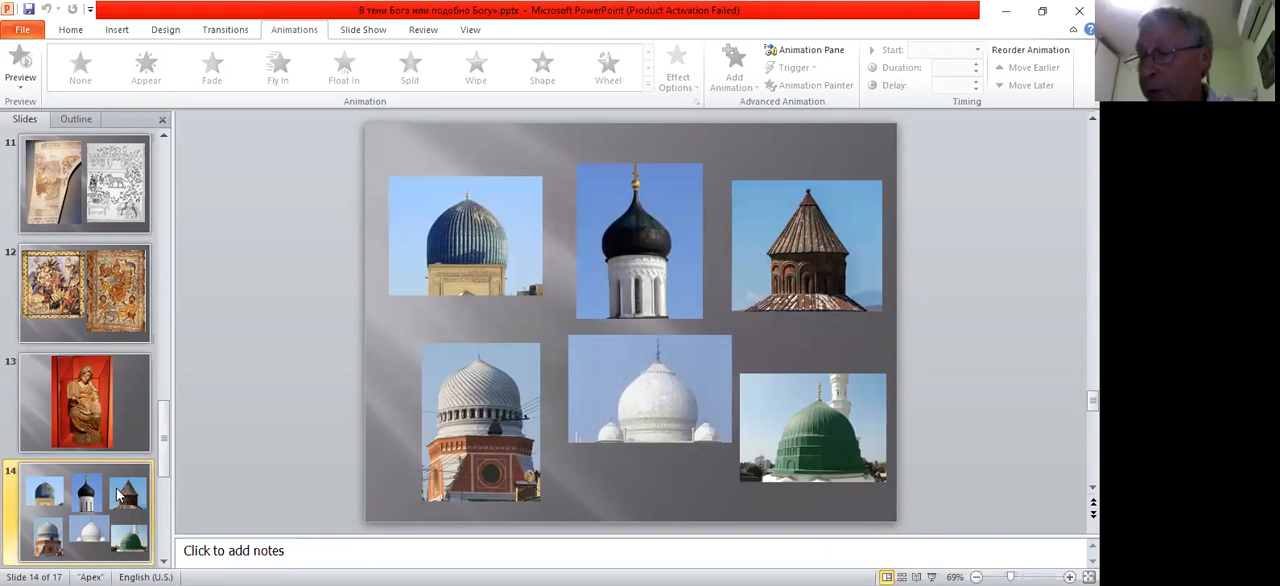 В тени Бога или подобно Богу».pptx - Microsoft PowerPoint (Product Activation Failed)
File Home Insert Design Transitions Animations Slide Show Review View
Preview None Appear Fade Fly In Float In Split Wipe Shape Wheel Effect Options Add Animation Animation Pane Trigger Animation Painter Start: Duration: Delay: Reorder Animation Move Earlier Move Later
Preview Animation Advanced Animation Timing
Slides Outline
11
12
13
14
Click to add notes
Slide 14 of 17 "Apex" English (U.S.) 69%